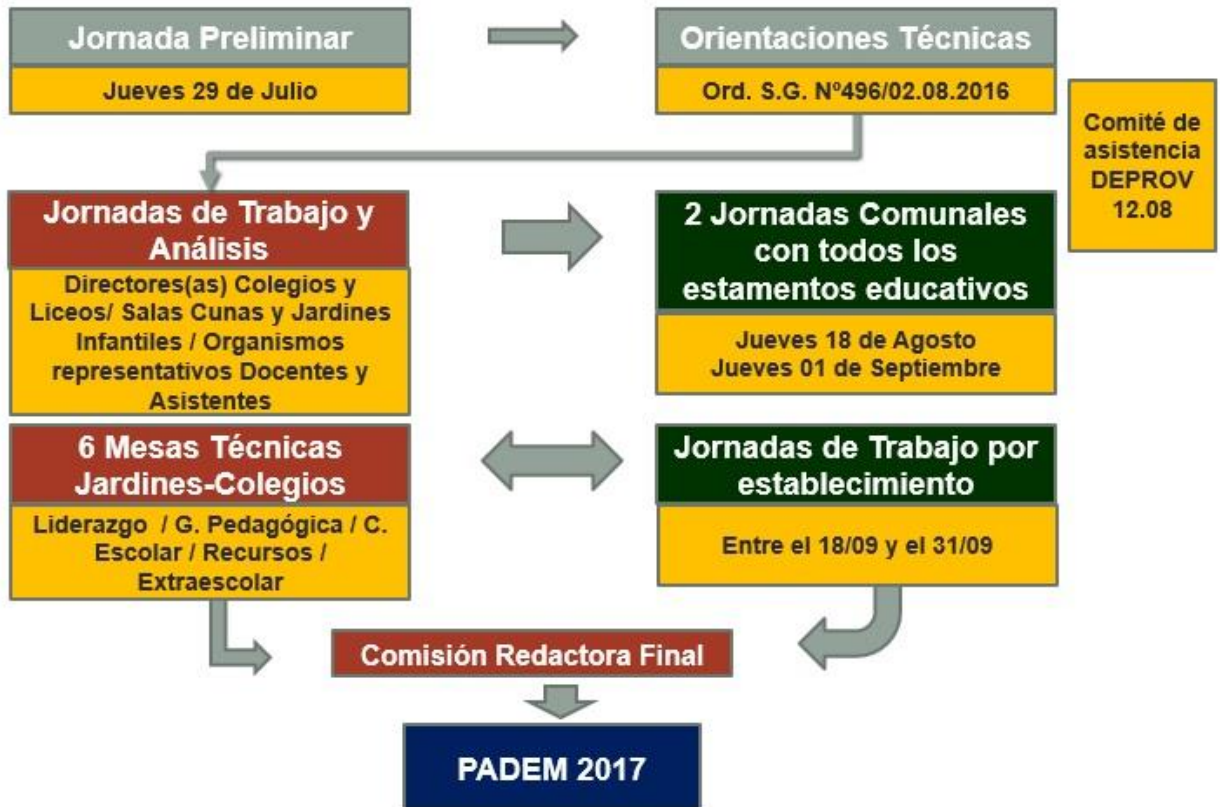 Jornada Preliminar
Jueves 29 de Julio
Orientaciones Técnicas
Ord. S.G. Nº496/02.08.2016
Comité de
asistencia
DEPROV
12.08
Jornadas de Trabajo y
Análisis
Directores(as) Colegios y
Liceos/ Salas Cunas y Jardines
Infantiles / Organismos
representativos Docentes y
Asistentes
2 Jornadas Comunales
con todos los
estamentos educativos
Jueves 18 de Agosto
Jueves 01 de Septiembre
6 Mesas Técnicas
Jardines-Colegios
Liderazgo / G. Pedagógica / C.
Escolar / Recursos /
Extraescolar
Jornadas de Trabajo por
establecimiento
Entre el 18/09 y el 31/09
Comisión Redactora Final
PADEM 2017